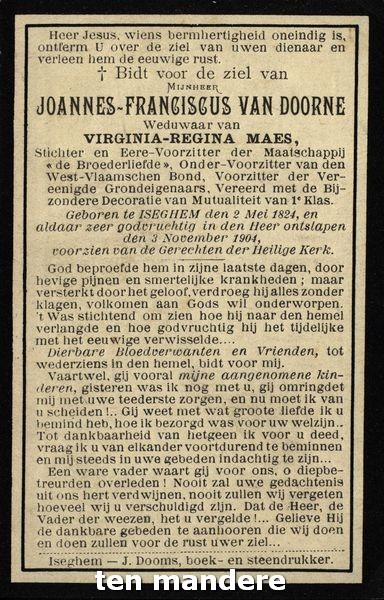 Heer Jesus, wiens bermhertigheid oneindig is,
ontferm U over de ziel van uwen dienaar en
verleen hem de eeuwige rust.
† Bidt voor de ziel van
MIJNHEER
JOANNES-FRANCISCUS VAN DOORNE
Weduwaar van
VIRGINIA-REGINA MAES,
Stichter en Eere-Voorzitter der Maatschappij
« de Broederliefde », Onder-Voorzitter van den
West-Vlaamschen Bond, Voorzitter der Ver-
eenigde Grondeigenaars, Vereerd met de Bij-
zondere Decoratie van Mutualiteit van 1e Klas.
Geboren te ISEGHEM den 2 Mei 1824, en
aldaar zeer godvruchtig in den Heer ontslapen
den 3 November 1904,
voorzien van de Gerechten der Heilige Kerk.
God beproefde hem in zijne laatste dagen, door
hevige pijnen en smertelijke krankheden ; maar
versterkt door het geloof, verdroeg hij alles zonder
klagen, volkomen aan Gods wil onderworpen.
't Was stichtend om zien hoe hij naar den hemel
verlangde en hoe godvruchtig hij het tijdelijke
met het eeuwige verwisselde....
Dierbare Bloedverwanten en Vrienden, tot
wederziens in den hemel, bidt voor mij.
Vaartwel, gij vooral mijne aangenomene kin-
deren, gisteren was ik nog met u, gij omringdet
mij met uwe teederste zorgen, en nu moet ik van
u scheiden !.. Gij weet met wat groote liefde ik u
bemind heb, hoe ik bezorgd was voor uw welzijn..
Tot dankbaarheid van hetgeen ik voor u deed,
vraag ik u van elkander voortdurend te beminnen
en mij steeds in uwe gebeden indachtig te zijn...
Een ware vader waart gij voor ons, o diepbe-
treurden overleden ! Nooit zal uwe gedachtenis
uit ons hert verdwijnen, nooit zullen wij vergeten
hoeveel wij u verschuldigd zijn. Dat de Heer, de
Vader der weezen, het u vergelde !... Gelieve Hij
de dankbare gebeden te aanhooren die wij doen
en zullen doen voor de rust uwer ziel...
Iseghem — J. Dooms, boek- en steendrukker.
ten mandere